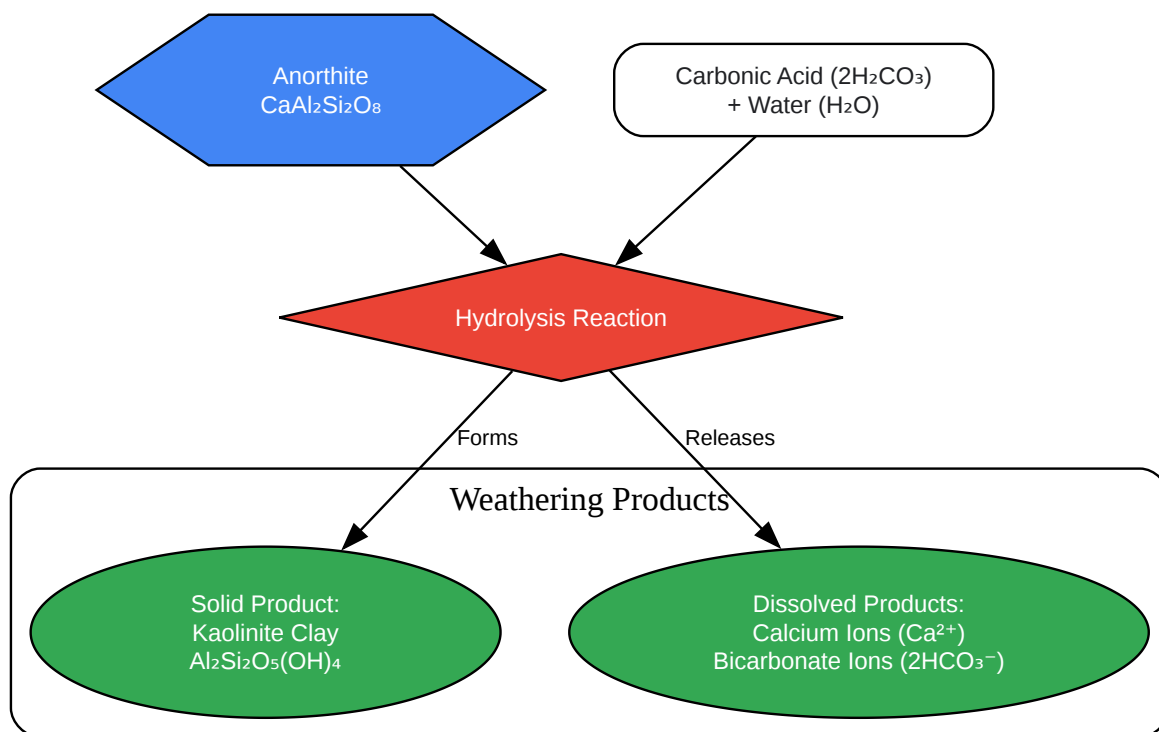 Anorthite
CaAl₂Si₂O₈
Carbonic Acid (2H₂CO₃)
+ Water (H₂O)
Hydrolysis Reaction
Forms
Releases
Weathering Products
Solid Product:
Kaolinite Clay
Al₂Si₂O₅(OH)₄
Dissolved Products:
Calcium Ions (Ca²⁺)
Bicarbonate Ions (2HCO₃⁻)